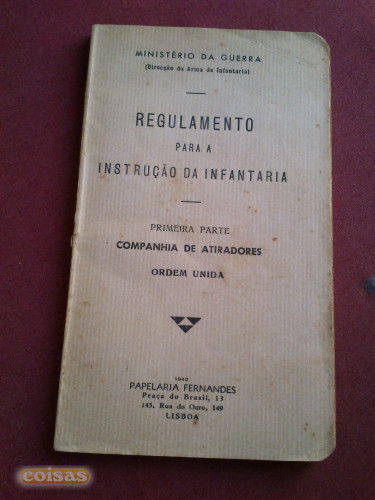 MINISTÉRIO DA GUERRA
(Direcção da Arma de Infantaria)
REGULAMENTO
PARA A
INSTRUÇÃO DA INFANTARIA
PRIMEIRA PARTE
COMPANHIA DE ATIRADORES
ORDEM UNIDA
PAPELARIA FERNANDES
Praça do Brasil, 13
145, Rua do Ouro, 149
LISBOA
coisas